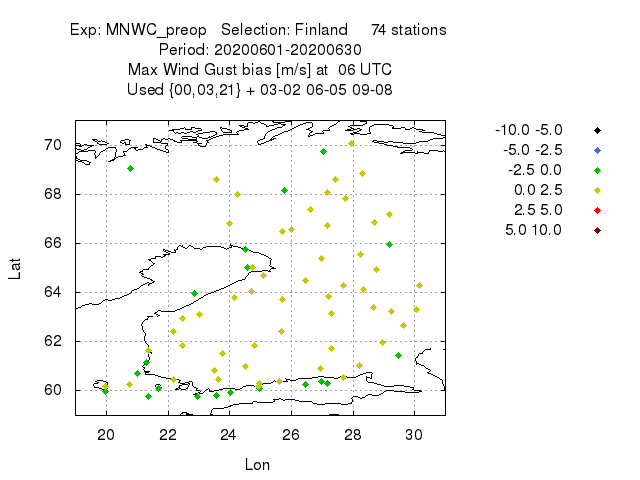 Exp: MNWC_preop   Selection: Finland     74 stations
Period: 20200601-20200630
Max Wind Gust bias [m/s] at  06 UTC
Used {00,03,21} + 03-02 06-05 09-08
-10.0 -5.0
-5.0 -2.5
-2.5 0.0
0.0 2.5
2.5 5.0
5.0 10.0
70
68
66
64
62
60
Lat
20 22 24 26 28 30
Lon